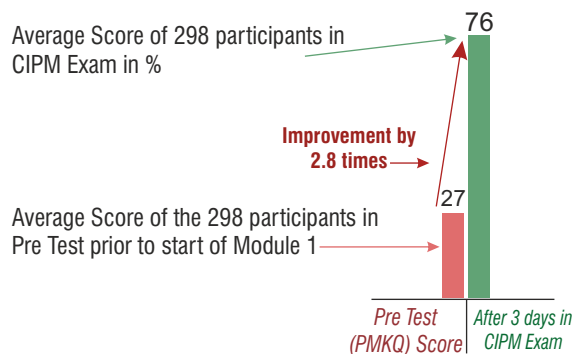 76
Average Score of 298 participants in
CIPM Exam in %
Improvement by
2.8 times
27
Average Score of the 298 participants in
Pre Test prior to start of Module 1
Pre Test
(PMKQ) Score
After 3 days in
CIPM Exam